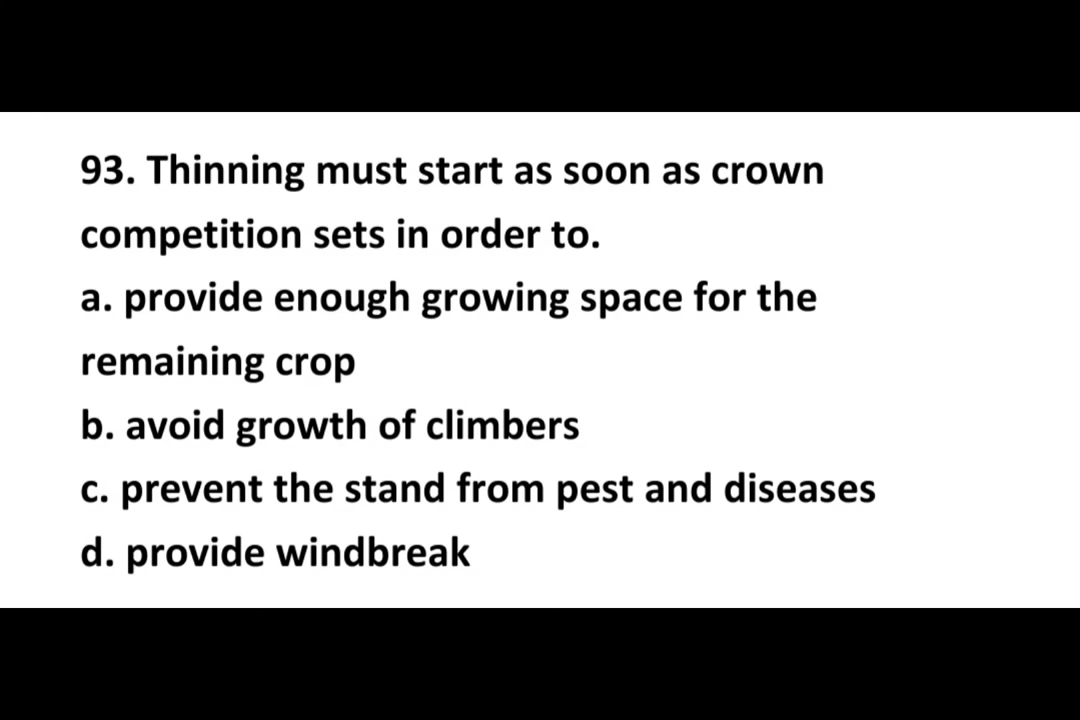 93. Thinning must start as soon as crown
competition sets in order to.
a. provide enough growing space for the
remaining crop
b. avoid growth of climbers
c. prevent the stand from pest and diseases
d. provide windbreak